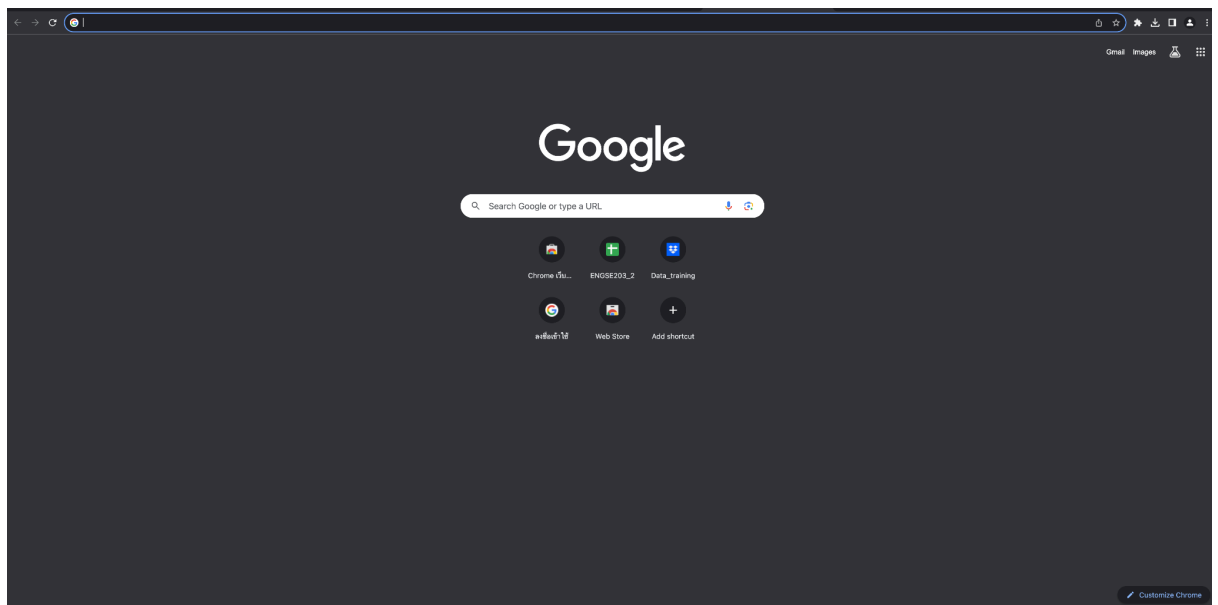 Gmail Images
Google
Search Google or type a URL
Chrome เว็บ... ENGSE203_2 Data_training
ลงชื่อเข้าใช้ Web Store Add shortcut
Customize Chrome